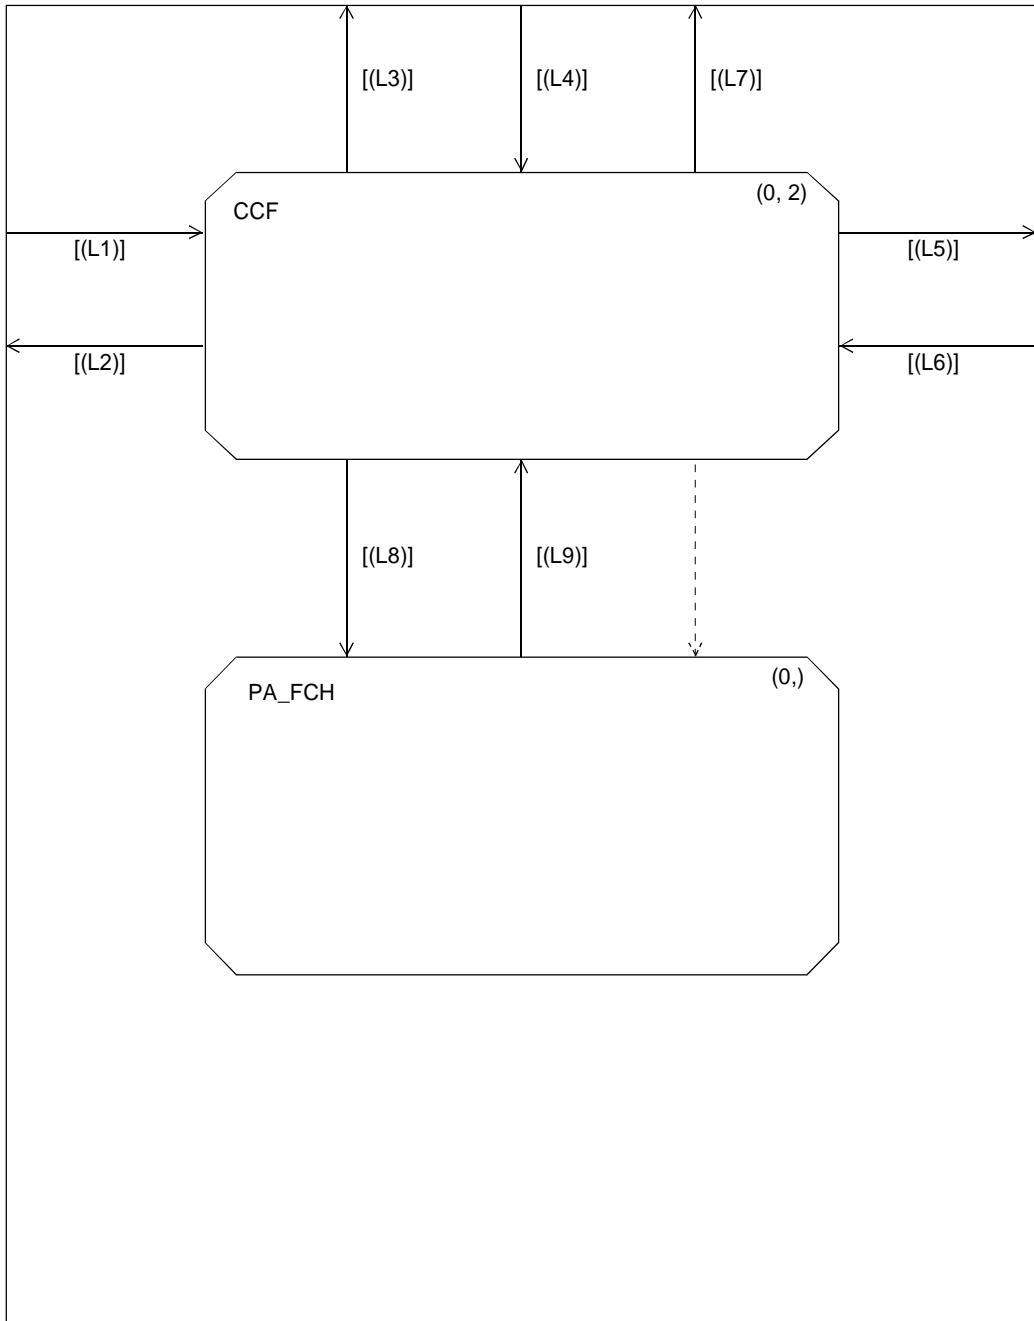 [(L3)]
[(L4)]
[(L7)]
(0, 2)
CCF
[(L1)]
[(L5)]
[(L2)]
[(L6)]
[(L8)]
[(L9)]
(0,)
PA_FCH